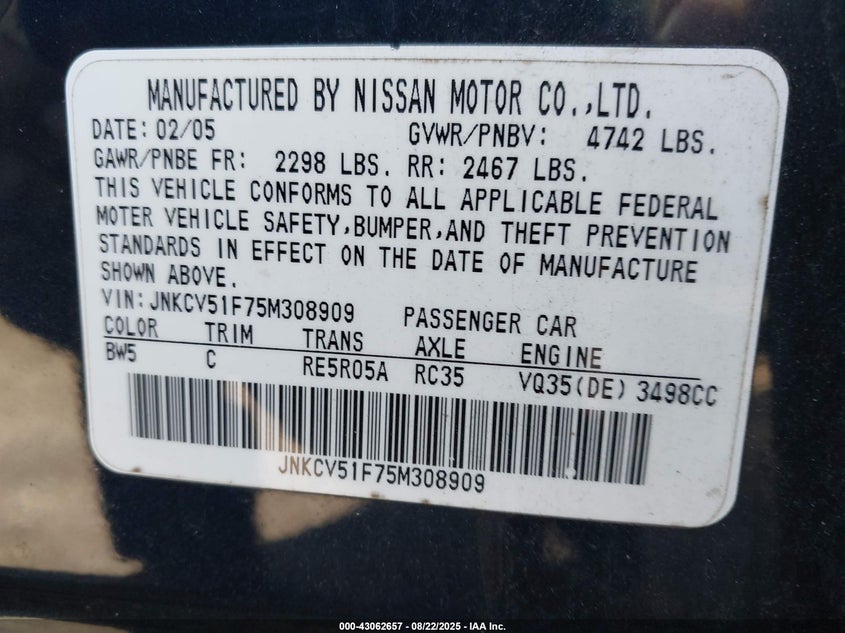 MANUFACTURED BY NISSAN MOTOR CO.,LTD.
DATE: 02/05 GVWR/PNBV: 4742 LBS.
GAWR/PNBE FR: 2298 LBS. RR: 2467 LBS.
THIS VEHICLE CONFORMS TO ALL APPLICABLE FEDERAL
MOTER VEHICLE SAFETY,BUMPER,AND THEFT PREVENTION
STANDARDS IN EFFECT ON THE DATE OF MANUFACTURE
SHOWN ABOVE.
VIN: JNKCV51F75M308909 PASSENGER CAR
COLOR TRIM TRANS AXLE ENGINE
BW5 C RE5R05A RC35 VQ35(DE) 3498CC
JNKCV51F75M308909
000-43062657 - 08/22/2025 - IAA Inc.